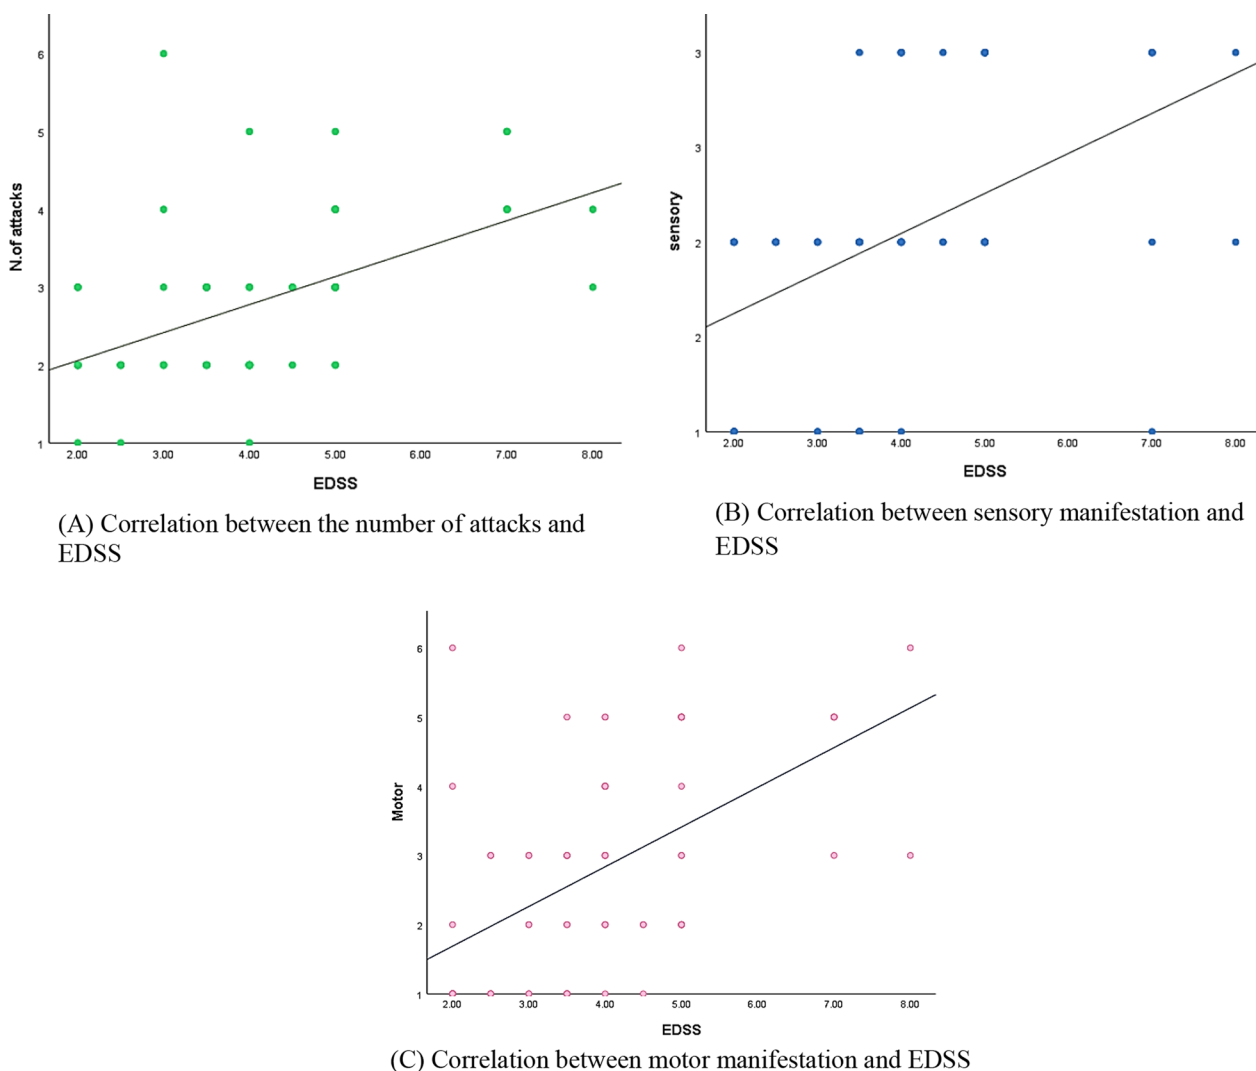 6
5
4
3
2
1
N.of attacks
2.00 3.00 4.00 5.00 6.00 7.00 8.00
EDSS
(A) Correlation between the number of attacks and
EDSS
3
3
2
2
1
sensory
2.00 3.00 4.00 5.00 6.00 7.00 8.00
EDSS
(B) Correlation between sensory manifestation and
EDSS
6
5
4
3
2
1
Motor
2.00 3.00 4.00 5.00 6.00 7.00 8.00
EDSS
(C) Correlation between motor manifestation and EDSS